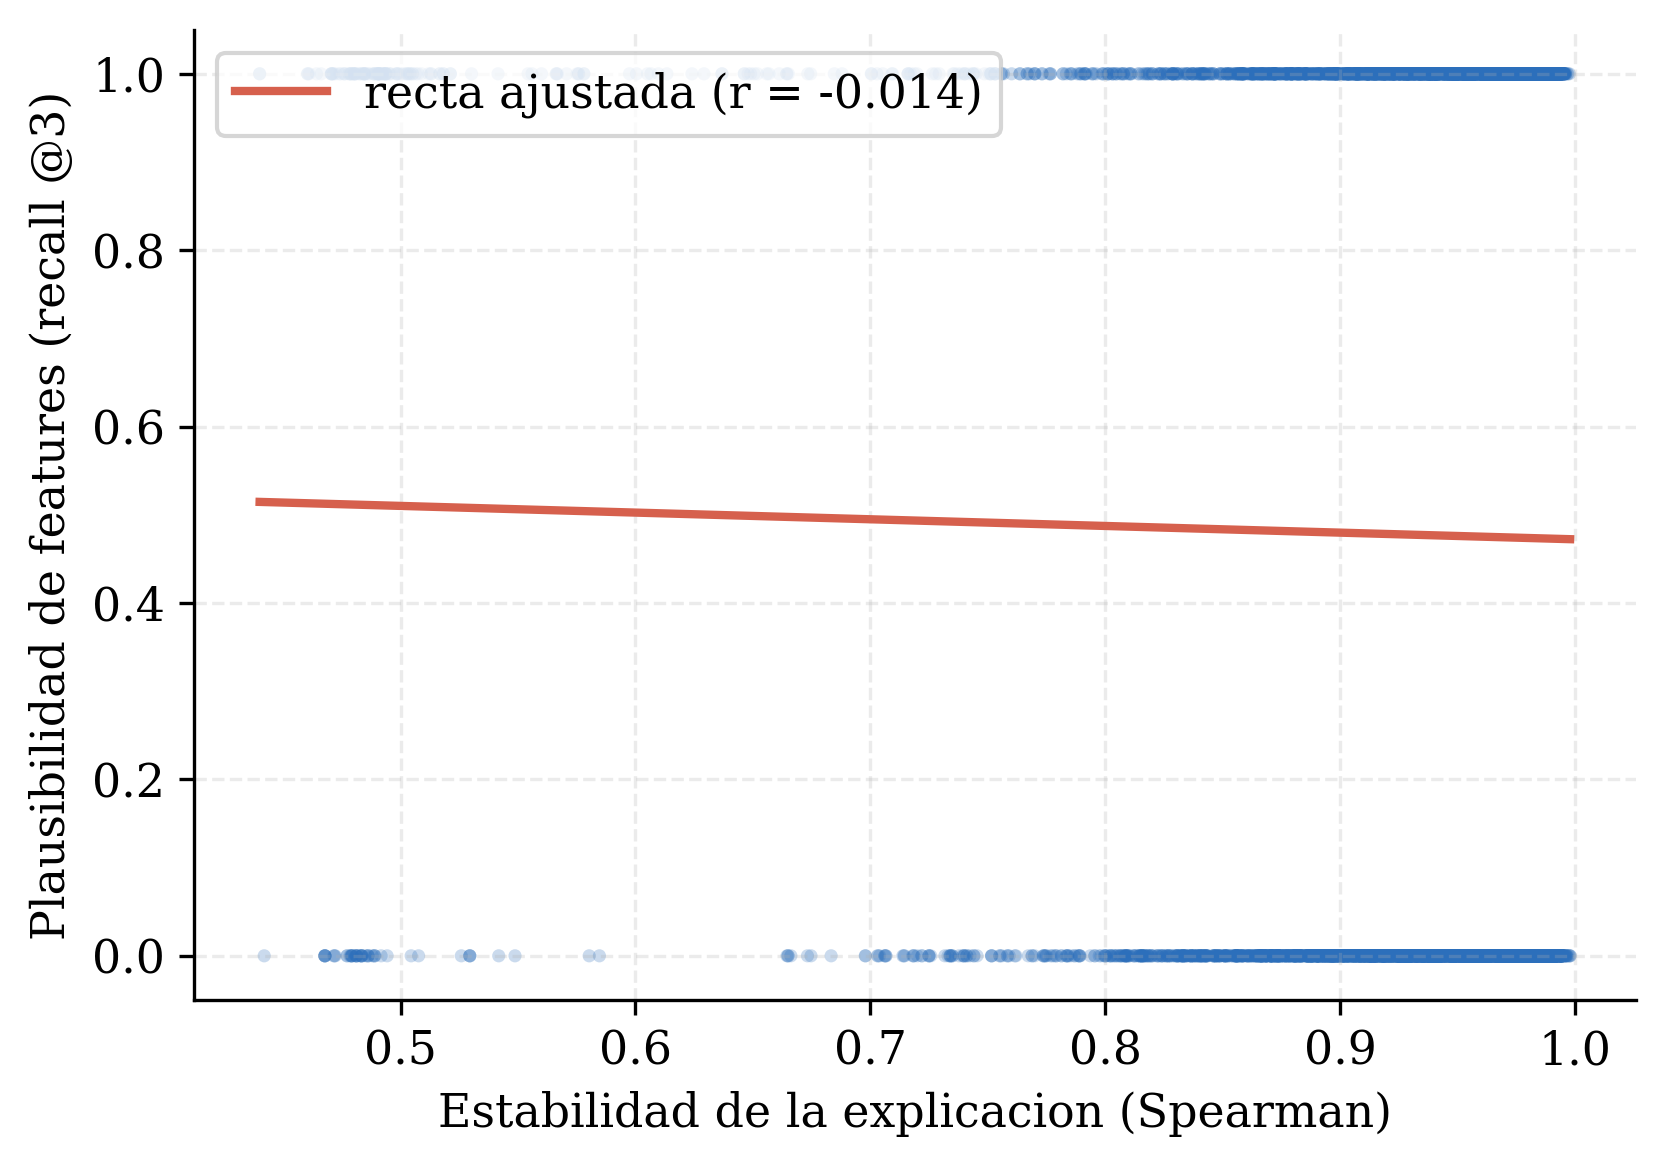 recta ajustada (r = -0.014)
1.0
0.8
0.6
0.4
0.2
0.0
Plausibilidad de features (recall @3)
0.5 0.6 0.7 0.8 0.9 1.0
Estabilidad de la explicacion (Spearman)